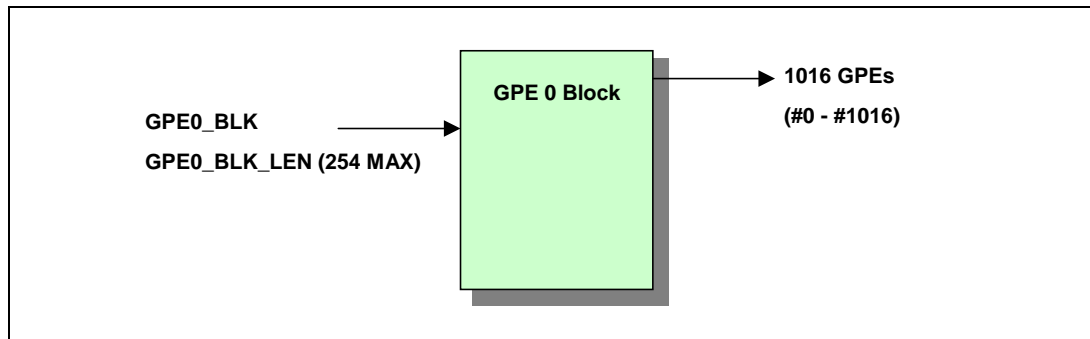 GPE 0 Block
1016 GPEs
(#0 - #1016)
GPE0_BLK
GPE0_BLK_LEN (254 MAX)